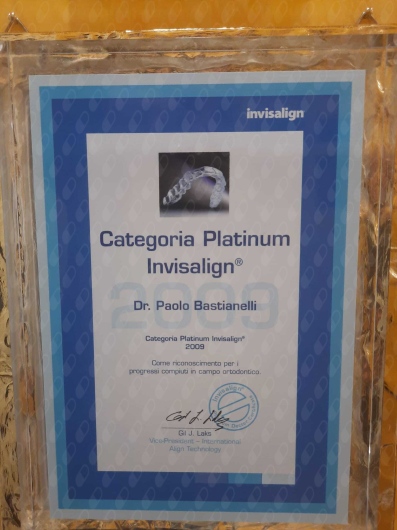 invisalign
Categoria Platinum
Invisalign®
2009
Dr. Paolo Bastianelli
Categoria Platinum Invisalign®
2009
Come riconoscimento per i
progressi compiuti in campo ortodontico.
Gil J. Laks
Vice President – International
Align Technology